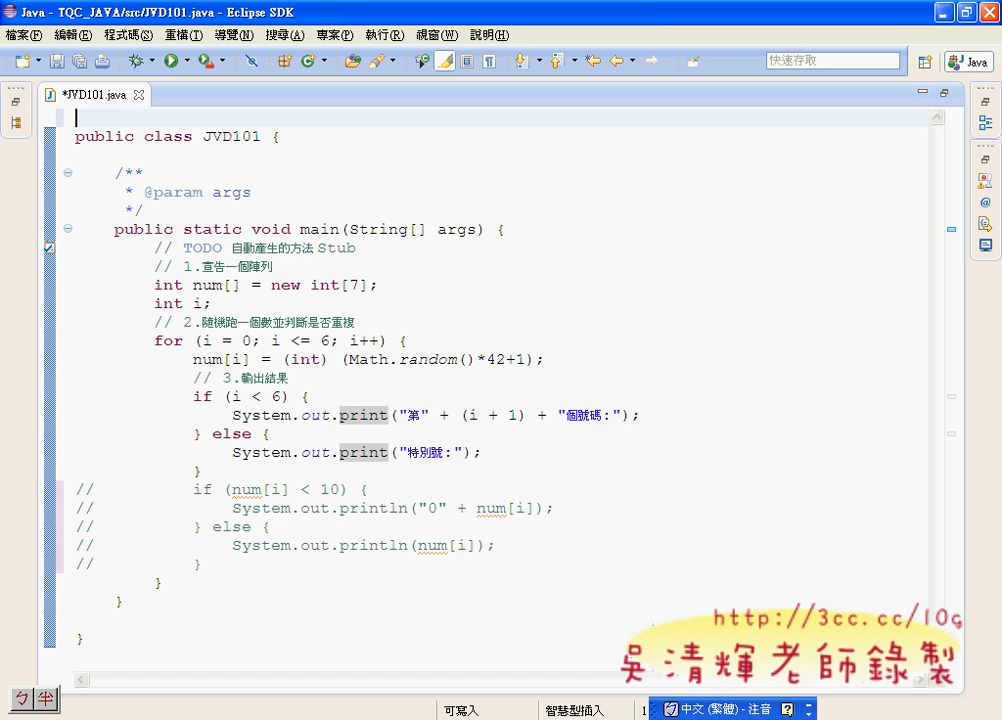 Java - TQC_JAVA/src/JVD101.java - Eclipse SDK
檔案(F) 編輯(E) 程式碼(S) 重構(T) 導覽(N) 搜尋(A) 專案(P) 執行(R) 視窗(W) 說明(H)
快速存取 Java
*JVD101.java
public class JVD101 {
/**
* @param args
*/
public static void main(String[] args) {
// TODO 自動產生的方法 Stub
// 1.宣告一個陣列
int num[] = new int[7];
int i;
// 2.隨機跑一個數並判斷是否重複
for (i = 0; i <= 6; i++) {
num[i] = (int) (Math.random()*42+1);
// 3.輸出結果
if (i < 6) {
System.out.print("第" + (i + 1) + "個號碼:");
} else {
System.out.print("特別號:");
}
// if (num[i] < 10) {
// System.out.println("0" + num[i]);
// } else {
// System.out.println(num[i]);
// }
}
}
}
http://3cc.cc/10g
吳清輝老師錄製
ㄅ 半 可寫入 智慧型插入 1 中文 (繁體) - 注音